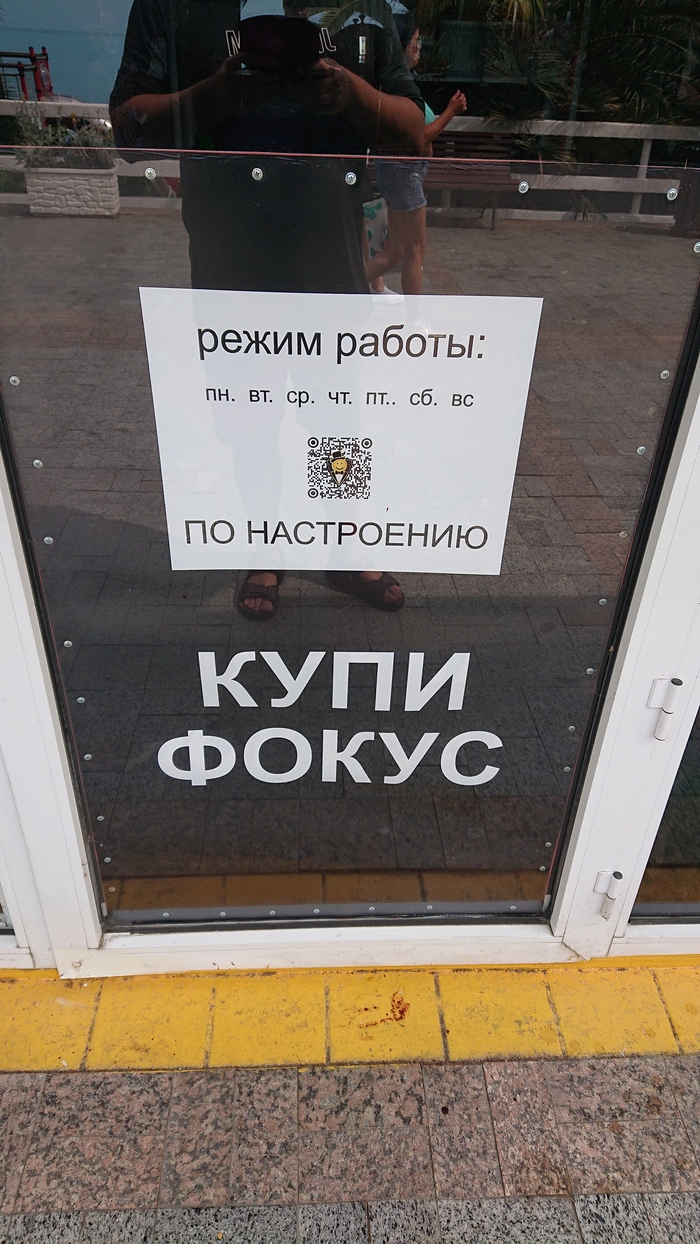 режим работы:
пн. вт. ср. чт. пт.. сб. вс
ПО НАСТРОЕНИЮ
КУПИ
ФОКУС